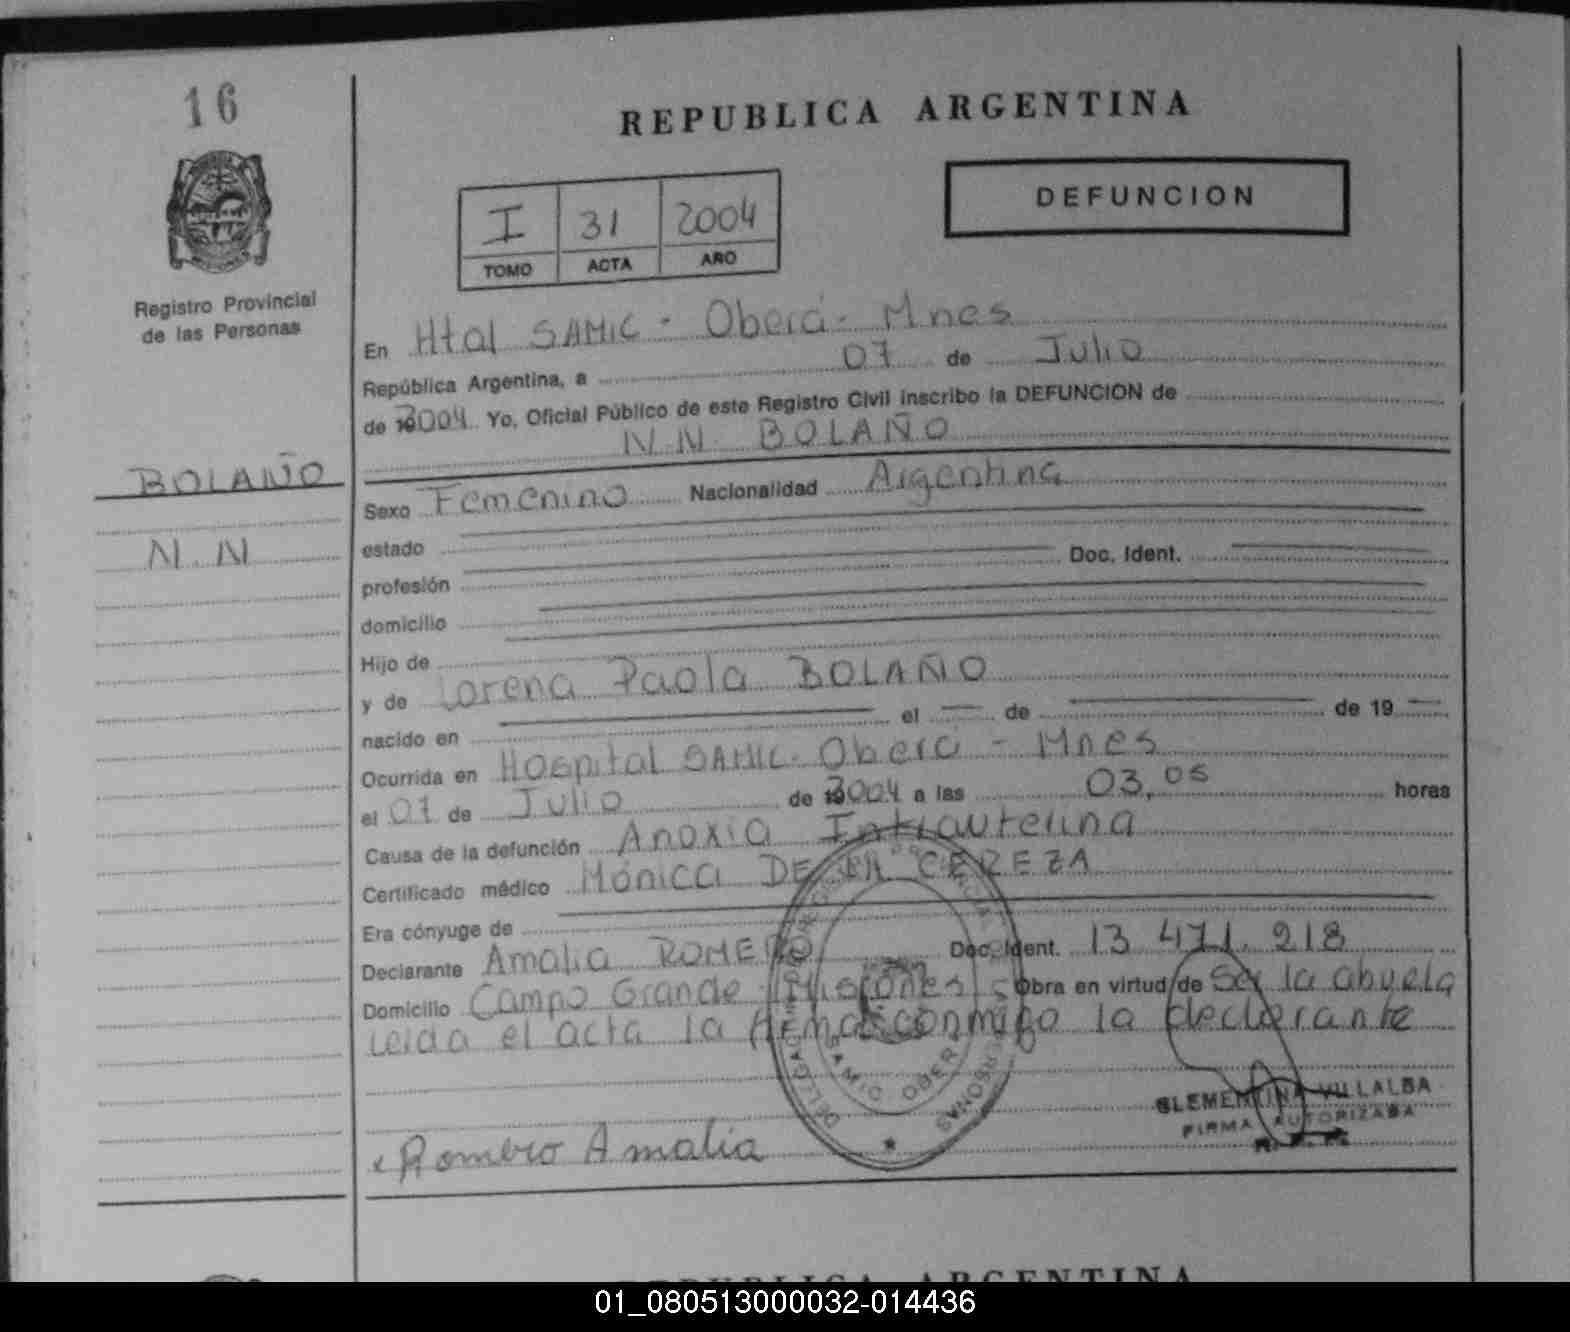 16
REPUBLICA ARGENTINA
DEFUNCION
I 31 2004
TOMO ACTA AÑO
Registro Provincial
de las Personas
En Htal SAMIC - Oberá - Mnes
República Argentina, a 07 de Julio
de 2004 Yo, Oficial Público de este Registro Civil inscribo la DEFUNCION de
N.N. BOLAÑO
BOLAÑO
N.N
Sexo Femenino Nacionalidad Argentina
estado
profesión Doc. Ident.
domicilio
Hijo de
y de Lorena Paola BOLAÑO
nacido en el de de 19
Ocurrida en Hospital SAMIC - Oberá - Mnes
el 07 de Julio de 2004 a las 03,05 horas
Causa de la defunción Anoxia Intrauterina
Certificado médico Mónica DE CEREZA
Era cónyuge de
Declarante Amalia ROMERO Doc. Ident. 13 471.218
Domicilio Campo Grande - Misiones Obra en virtud de Ser la abuela
Leida el acta la firma conmigo la declarante
Romero Amalia
CLEMENTINA VILLALBA
FIRMA AUTORIZADA
REPUBLICA ARGENTINA
01_080513000032-014436